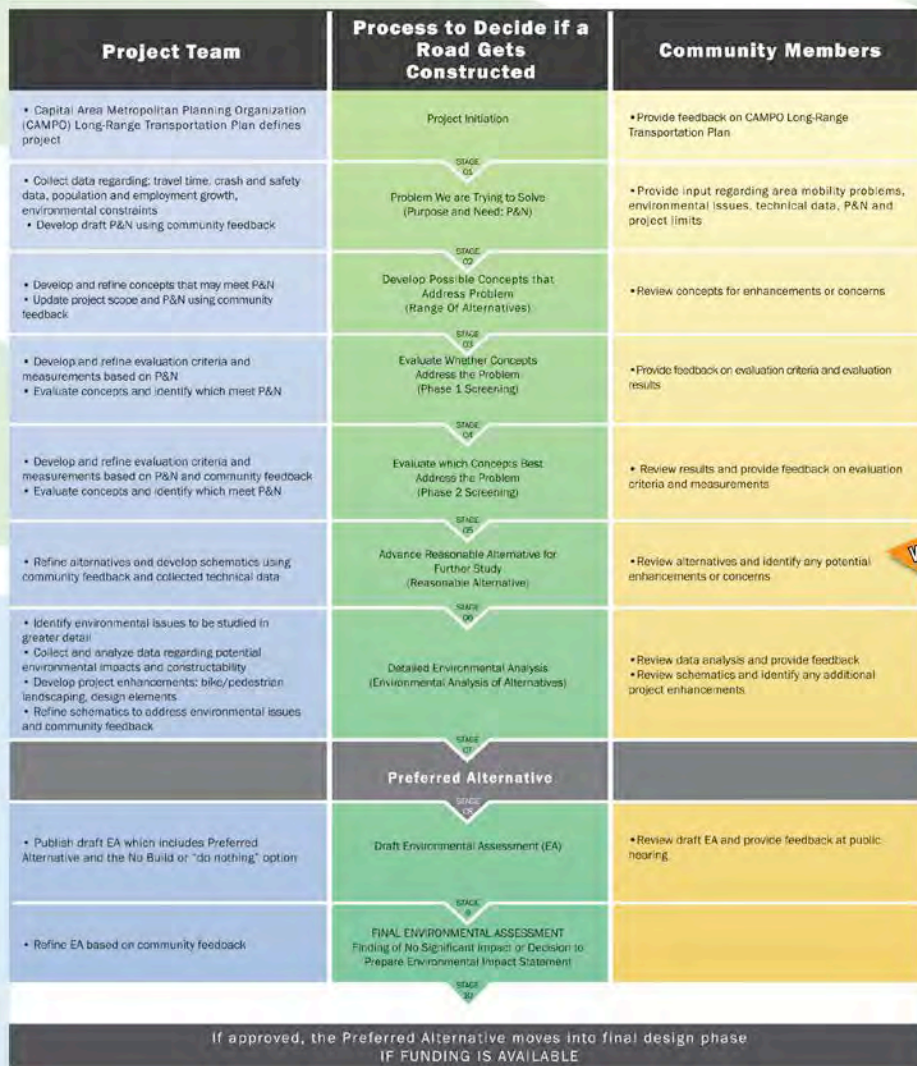 Project Team
Process to Decide if a
Road Gets
Constructed
Community Members
• Capital Area Metropolitan Planning Organization
(CAMPO) Long-Range Transportation Plan defines
project
Project Initiation
•Provide feedback on CAMPO Long-Range
Transportation Plan
STAGE
01
• Collect data regarding: travel time, crash and safety
data, population and employment growth,
environmental constraints
• Develop draft P&N using community feedback
Problem We are Trying to Solve
(Purpose and Need: P&N)
•Provide input regarding area mobility problems,
environmental issues, technical data, P&N and
project limits
STAGE
02
• Develop and refine concepts that may meet P&N
• Update project scope and P&N using community
feedback
Develop Possible Concepts that
Address Problem
(Range Of Alternatives)
•Review concepts for enhancements or concerns
STAGE
03
• Develop and refine evaluation criteria and
measurements based on P&N
• Evaluate concepts and identify which meet P&N
Evaluate Whether Concepts
Address the Problem
(Phase 1 Screening)
•Provide feedback on evaluation criteria and evaluation
results
STAGE
04
• Develop and refine evaluation criteria and
measurements based on P&N and community feedback
• Evaluate concepts and identify which meet P&N
Evaluate which Concepts Best
Address the Problem
(Phase 2 Screening)
• Review results and provide feedback on evaluation
criteria and measurements
STAGE
05
• Refine alternatives and develop schematics using
community feedback and collected technical data
Advance Reasonable Alternative for
Further Study
(Reasonable Alternative)
•Review alternatives and identify any potential
enhancements or concerns
STAGE
06
• Identify environmental issues to be studied in
greater detail
• Collect and analyze data regarding potential
environmental impacts and constructability
• Develop project enhancements: bike/pedestrian
landscaping, design elements
• Refine schematics to address environmental issues
and community feedback
Detailed Environmental Analysis
(Environmental Analysis of Alternatives)
•Review data analysis and provide feedback
•Review schematics and identify any additional
project enhancements
STAGE
07
Preferred Alternative
STAGE
08
• Publish draft EA which includes Preferred
Alternative and the No Build or "do nothing" option
Draft Environmental Assessment (EA)
•Review draft EA and provide feedback at public
hearing
STAGE
9
• Refine EA based on community feedback
FINAL ENVIRONMENTAL ASSESSMENT
Finding of No Significant Impact or Decision to
Prepare Environmental Impact Statement
STAGE
10
If approved, the Preferred Alternative moves into final design phase
IF FUNDING IS AVAILABLE